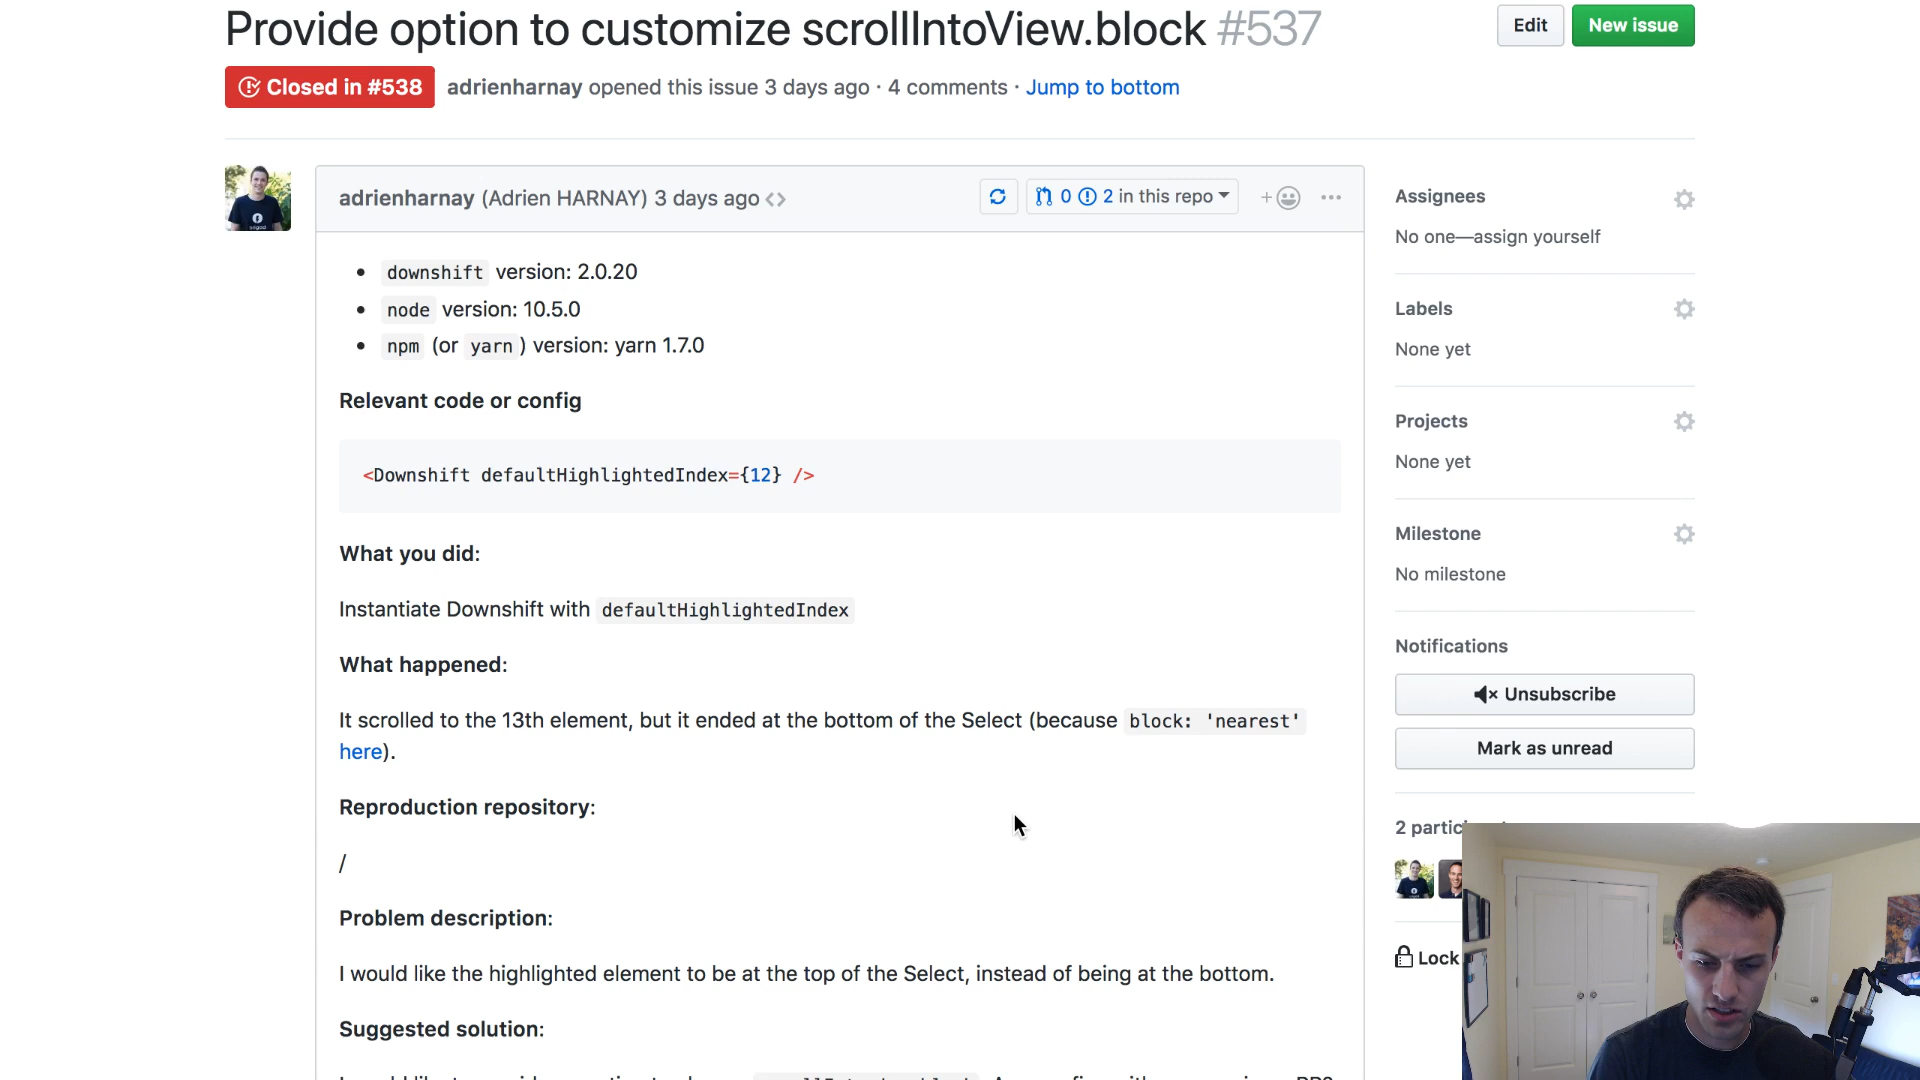 Provide option to customize scrollIntoView.block #537
Edit
New issue
Closed in #538
adrienharnay opened this issue 3 days ago · 4 comments · Jump to bottom
adrienharnay (Adrien HARNAY) 3 days ago
0 2 in this repo
downshift version: 2.0.20
node version: 10.5.0
npm (or yarn ) version: yarn 1.7.0
Relevant code or config
<Downshift defaultHighlightedIndex={12} />
What you did:
Instantiate Downshift with defaultHighlightedIndex
What happened:
It scrolled to the 13th element, but it ended at the bottom of the Select (because block: 'nearest'
here).
Reproduction repository:
/
Problem description:
I would like the highlighted element to be at the top of the Select, instead of being at the bottom.
Suggested solution:
Assignees
No one—assign yourself
Labels
None yet
Projects
None yet
Milestone
No milestone
Notifications
Unsubscribe
Mark as unread
2
Lock